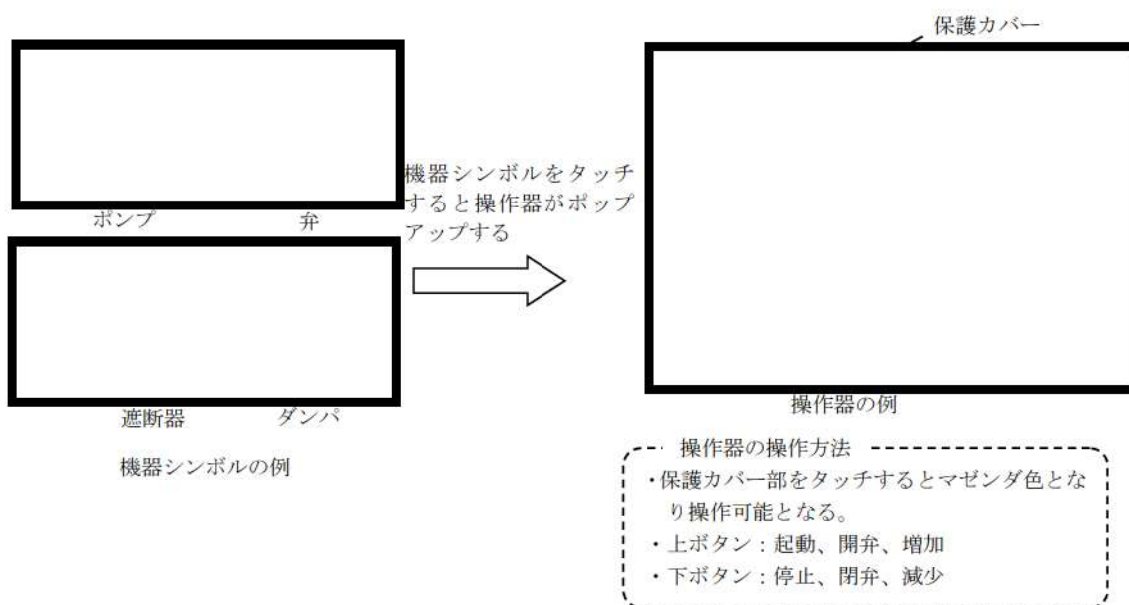 保護カバー
機器シンボルをタッチ
すると操作器がポップ
アップする
ポンプ
弁
遮断器
ダンパ
機器シンボルの例
操作器の例
操作器の操作方法
・保護カバー部をタッチするとマゼンダ色とな
り操作可能となる。
・上ボタン：起動、開弁、増加
・下ボタン：停止、閉弁、減少